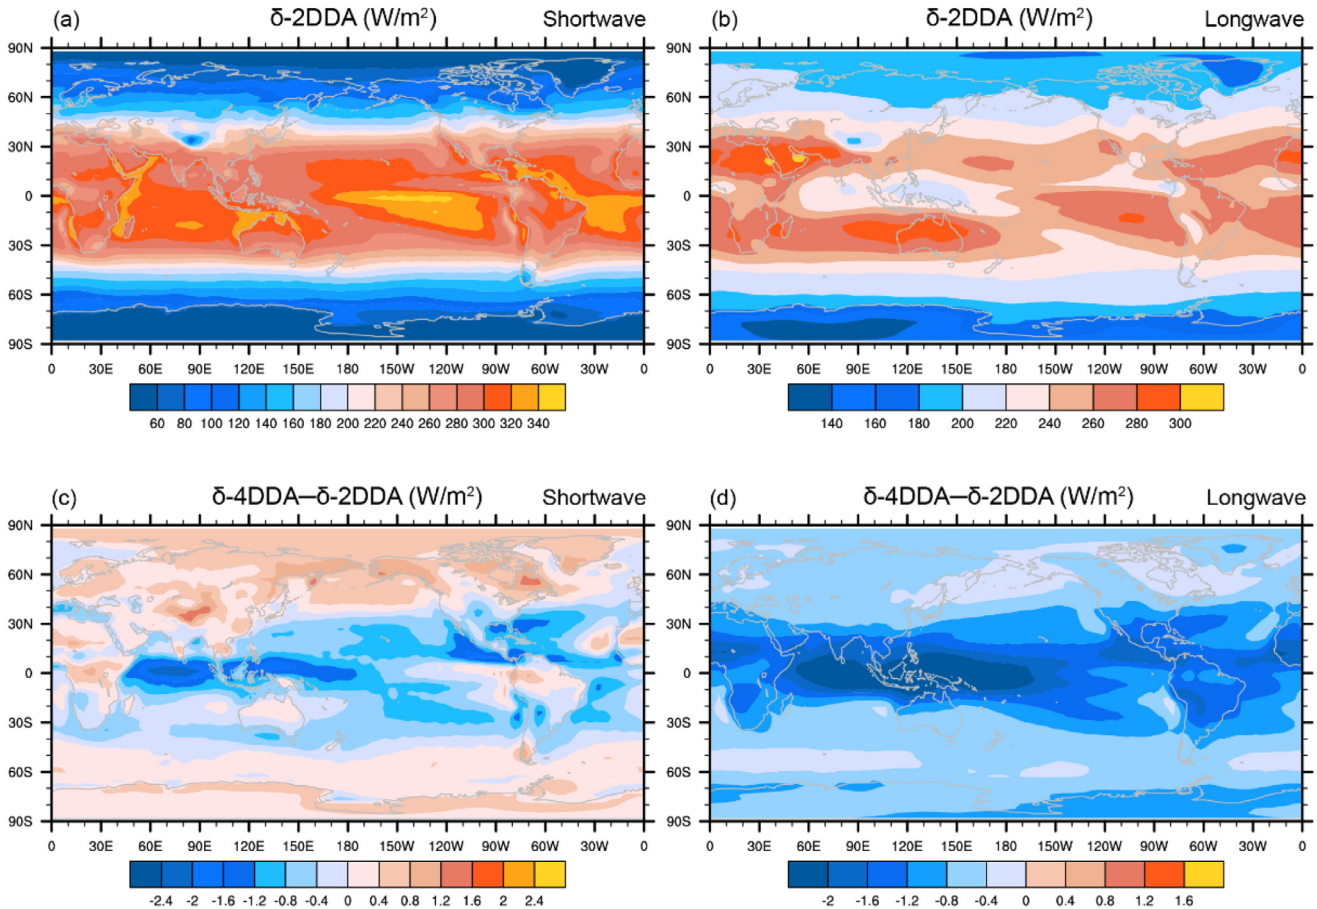 (a) δ-2DDA (W/m²) Shortwave
90N
60N
30N
0
30S
60S
90S
0 30E 60E 90E 120E 150E 180 150W 120W 90W 60W 30W 0
60 80 100 120 140 160 180 200 220 240 260 280 300 320 340
(b) δ-2DDA (W/m²) Longwave
90N
60N
30N
0
30S
60S
90S
0 30E 60E 90E 120E 150E 180 150W 120W 90W 60W 30W 0
140 160 180 200 220 240 260 280 300
(c) δ-4DDA—δ-2DDA (W/m²) Shortwave
90N
60N
30N
0
30S
60S
90S
0 30E 60E 90E 120E 150E 180 150W 120W 90W 60W 30W 0
-2.4 -2 -1.6 -1.2 -0.8 -0.4 0 0.4 0.8 1.2 1.6 2 2.4
(d) δ-4DDA—δ-2DDA (W/m²) Longwave
90N
60N
30N
0
30S
60S
90S
0 30E 60E 90E 120E 150E 180 150W 120W 90W 60W 30W 0
-2 -1.6 -1.2 -0.8 -0.4 0 0.4 0.8 1.2 1.6